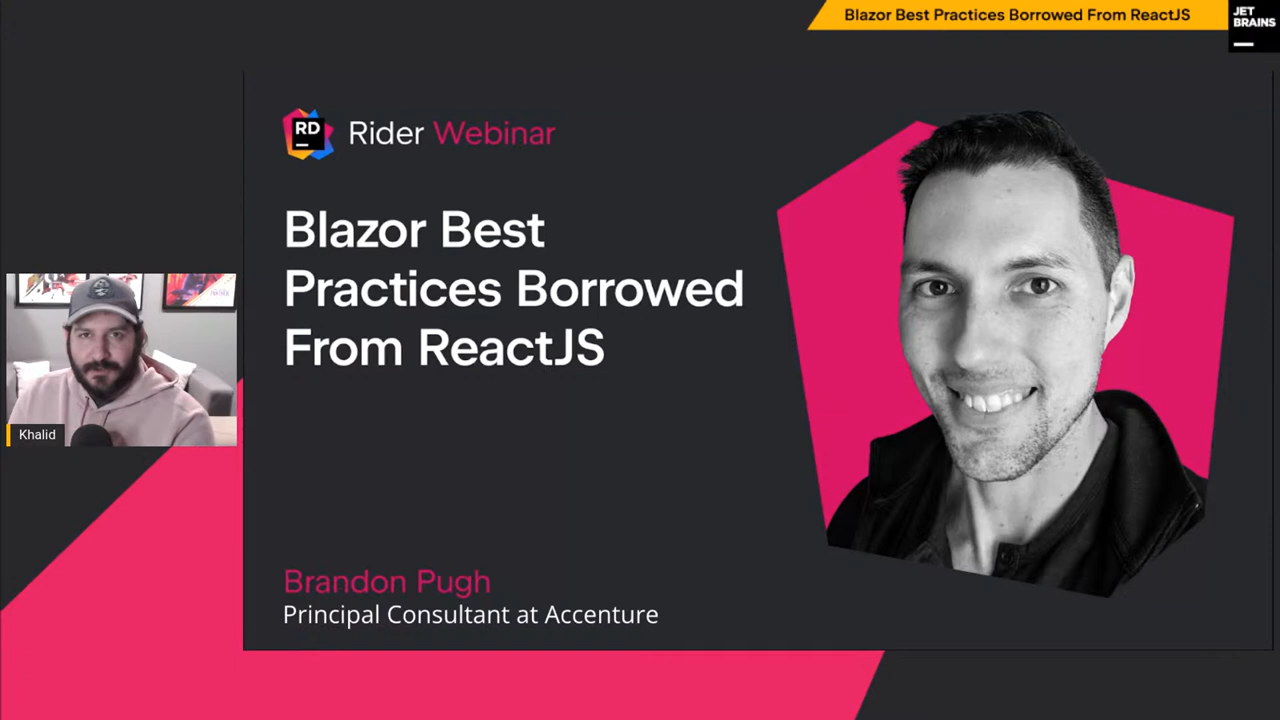 Blazor Best Practices Borrowed From ReactJS
JET
BRAINS
RD
Rider Webinar
Blazor Best
Practices Borrowed
From ReactJS
Khalid
Brandon Pugh
Principal Consultant at Accenture